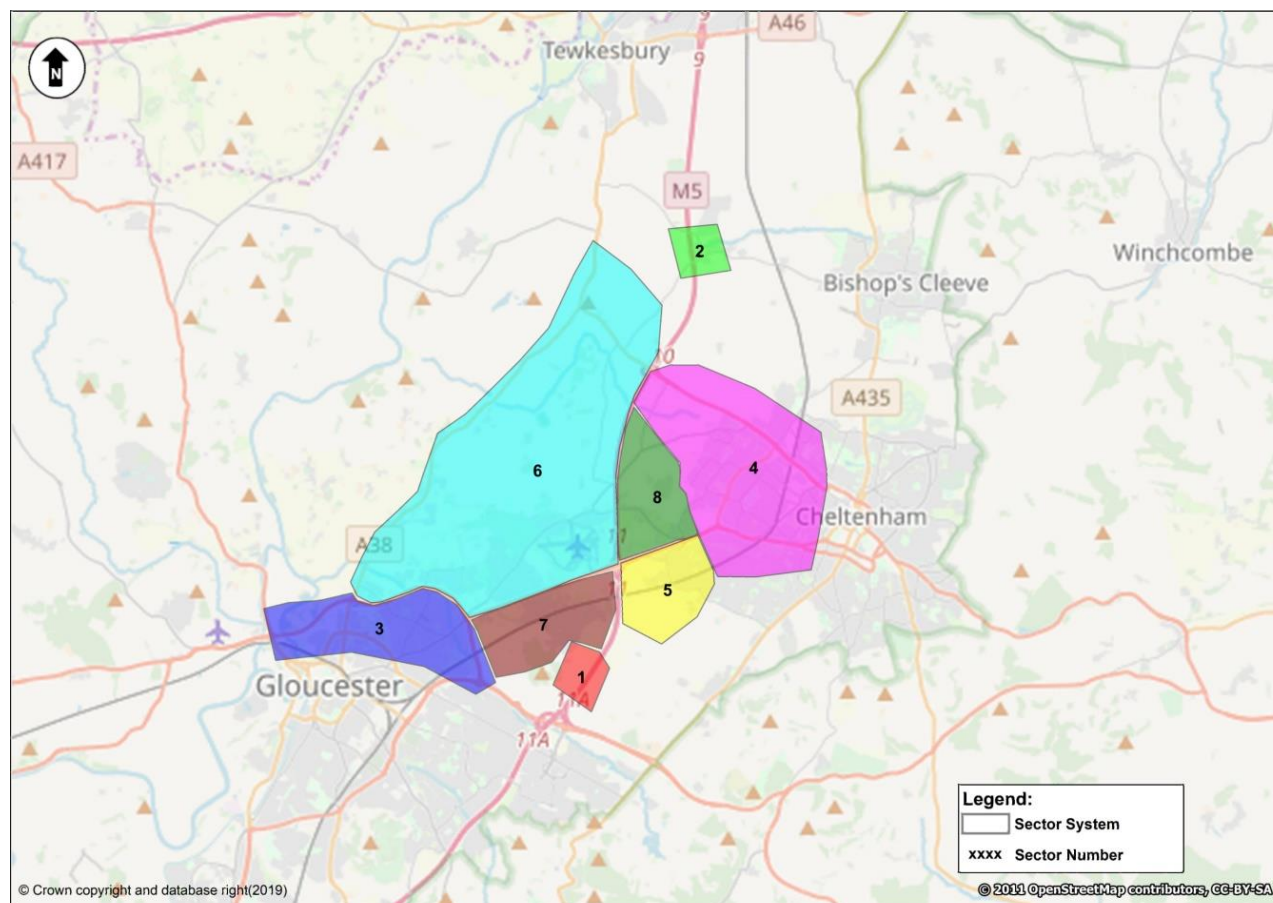 9
A46
Tewkesbury
9
N
A417
M5
2
Winchcombe
Bishop's Cleeve
10
A435
6
4
8
Cheltenham
11
A38
5
11
3
7
1
Gloucester
11A
11A
Legend:
Sector System
xxxx Sector Number
© Crown copyright and database right(2019)
© 2011 OpenStreetMap contributors, CC-BY-SA